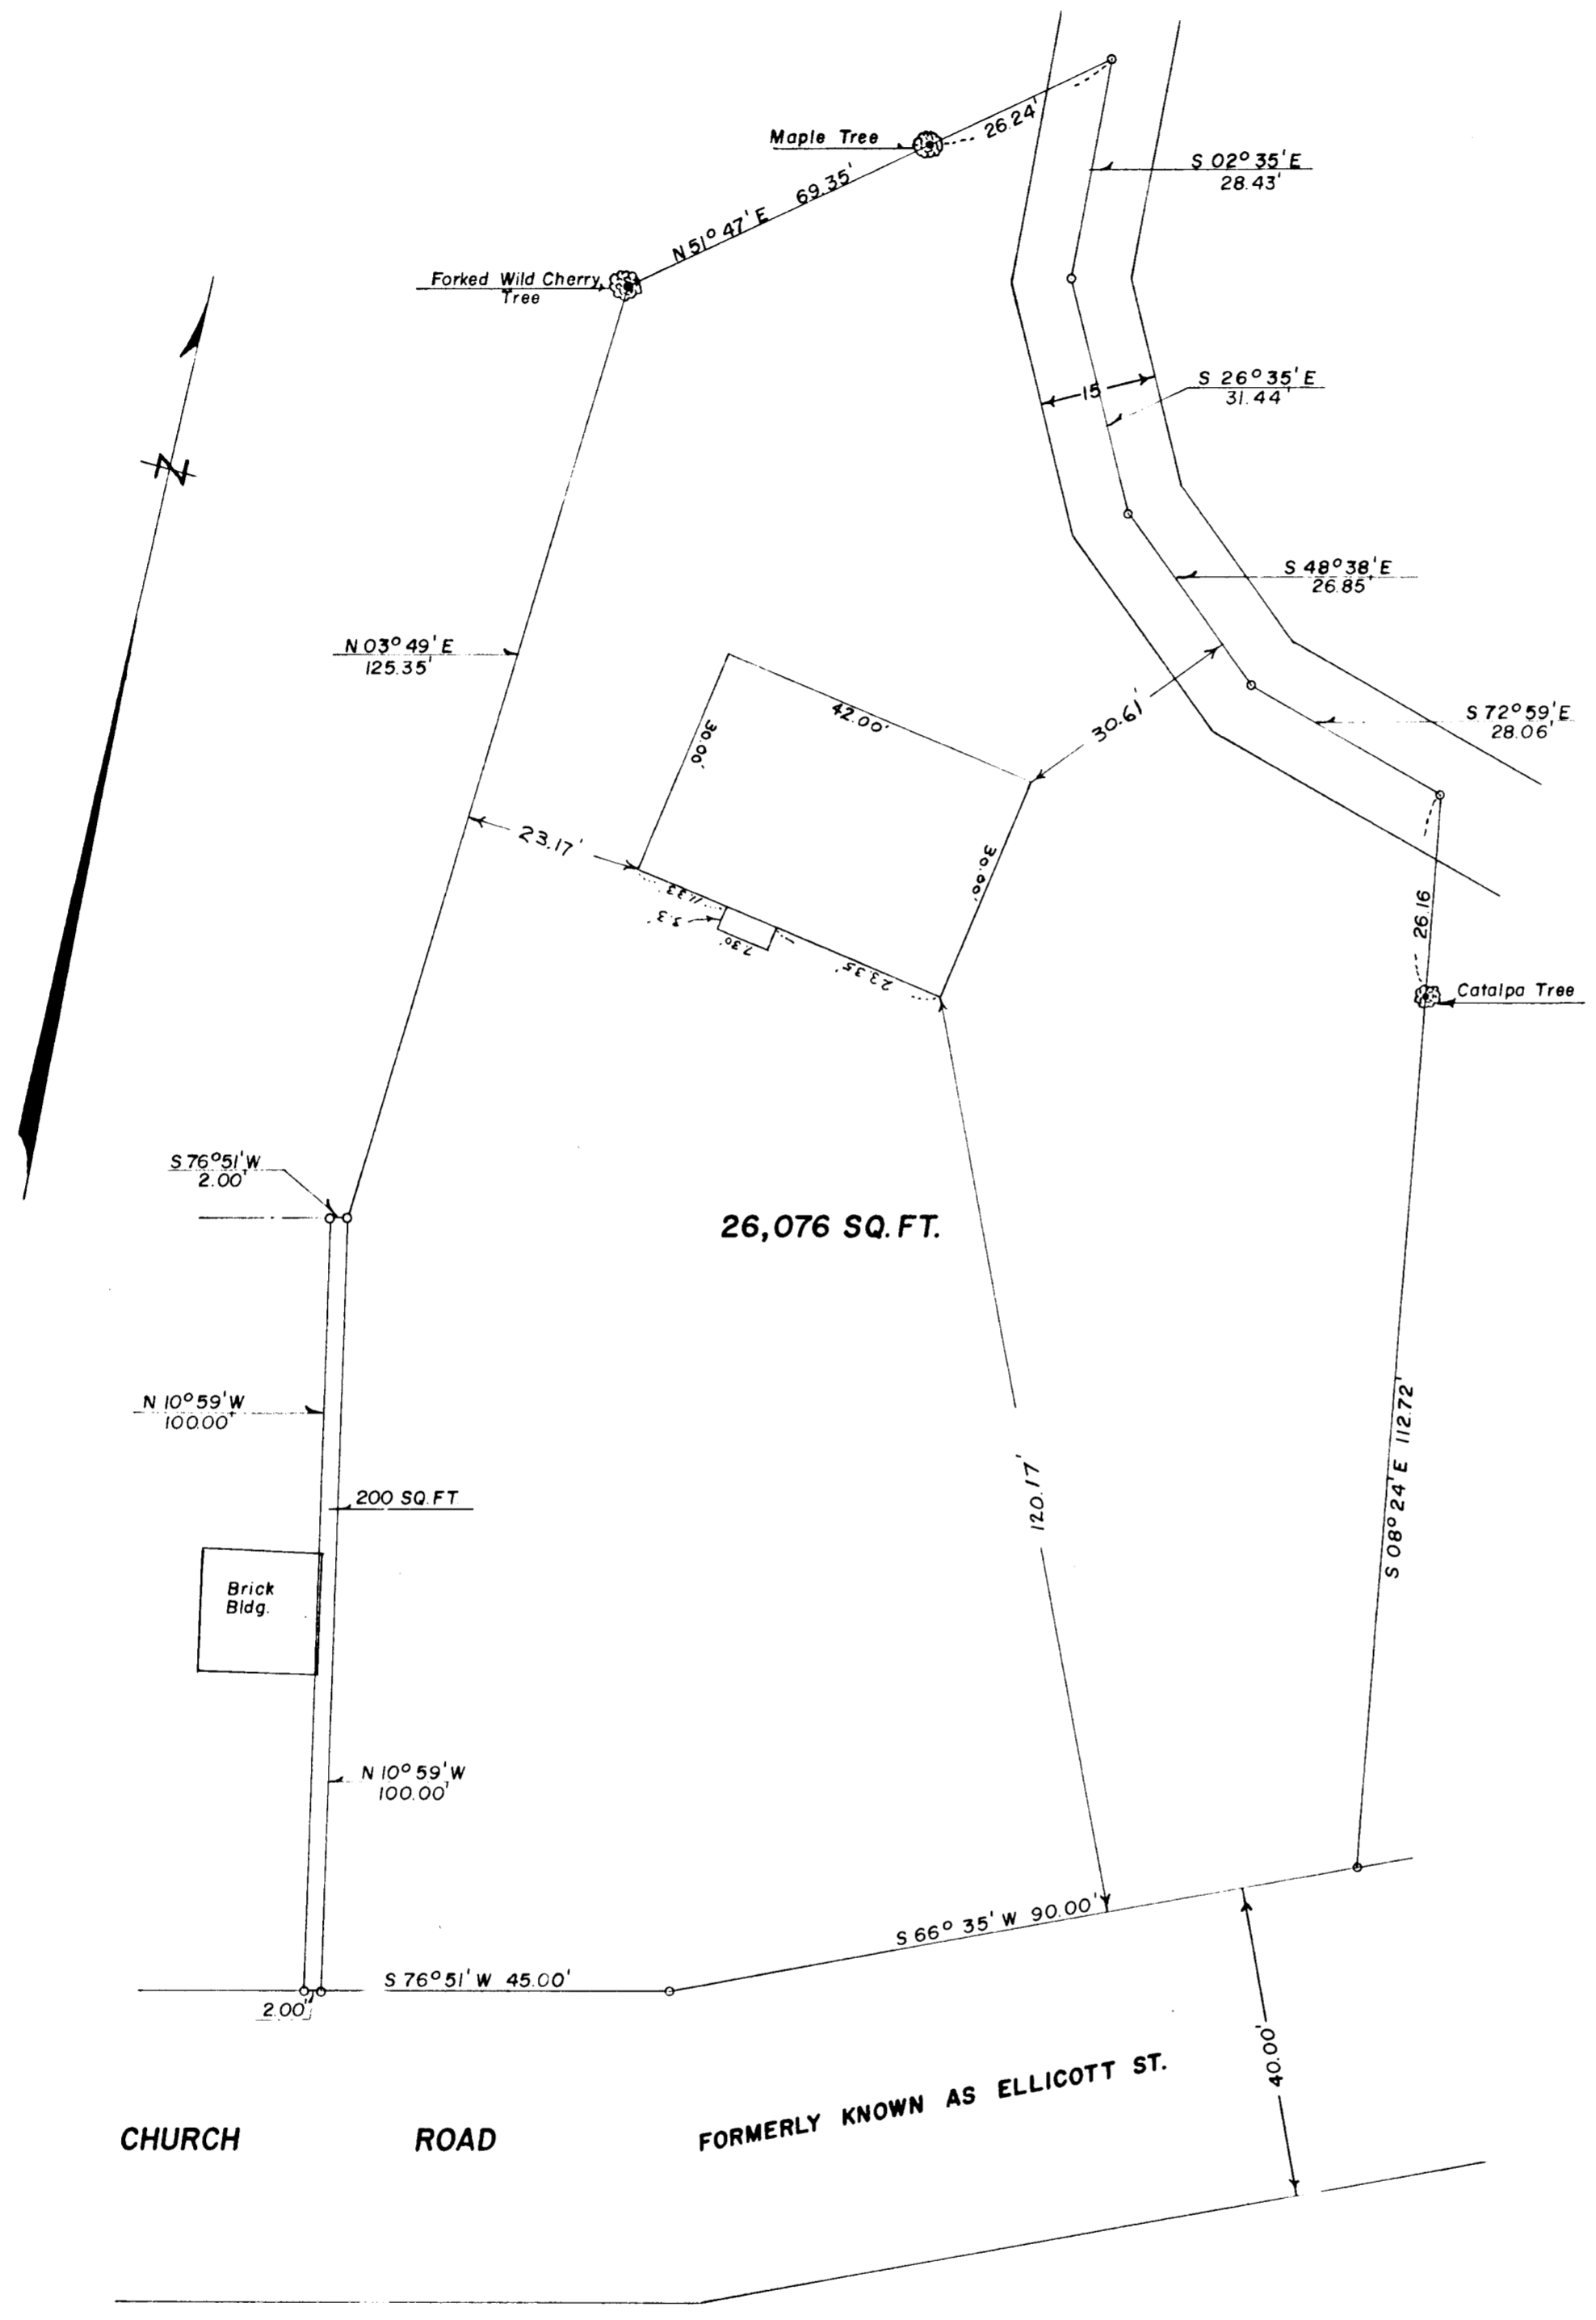 Maple Tree
26.24'
S 02° 35' E
28.43'
N 51° 47' E 69.35'
Forked Wild Cherry
Tree
15
S 26° 35' E
31.44'
N
S 48° 38' E
26.85'
N 03° 49' E
125.35'
42.00'
30.61'
S 72° 59' E
28.06'
30.00'
23.17'
30.00'
11.33'
3.3'
7.30'
23.35'
26.16
Catalpa Tree
S 76° 51' W
2.00'
26,076 SQ. FT.
N 10° 59' W
100.00'
200 SQ. FT.
120.17'
S 08° 24' E 112.72'
Brick
Bldg.
N 10° 59' W
100.00'
S 66° 35' W 90.00'
S 76° 51' W 45.00'
2.00'
40.00'
CHURCH ROAD FORMERLY KNOWN AS ELLICOTT ST.